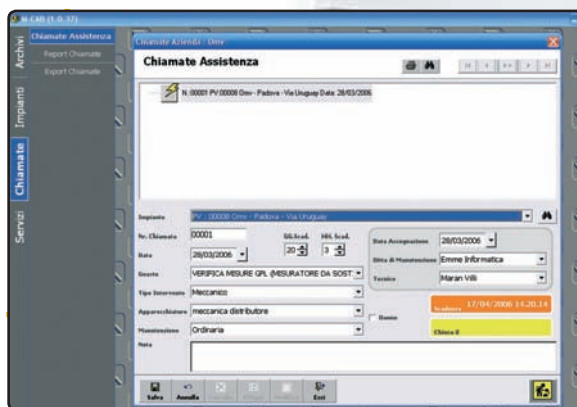 M-CAB (1.0.37)
Archivi
Impianti
Chiamate
Servizi
Chiamate Assistenza
Report Chiamate
Export Chiamate
Chiamate Azienda : Omv
Chiamate Assistenza
N. 00001 PV 00008 Omv - Padova - Via Uruguay Data 28/03/2006
Impianto PV : 00008 Omv - Padova - Via Uruguay
Nr. Chiamata 00001 GG.Scad. HH. Scad.
Data 28/03/2006 20 3
Guasto VERIFICA MISURE GPL (MISURATORE DA SOST
Tipo Intervento Meccanico
Apparecchiature meccanica distributore
Manutenzione Ordinaria
Note
Data Assegnazione 28/03/2006
Ditta di Manutenzione Emme Informatica
Tecnico Maran Villi
Danno
Scadenza 17/04/2006 14.20.14
Chiusa il
Salva Annulla Esci